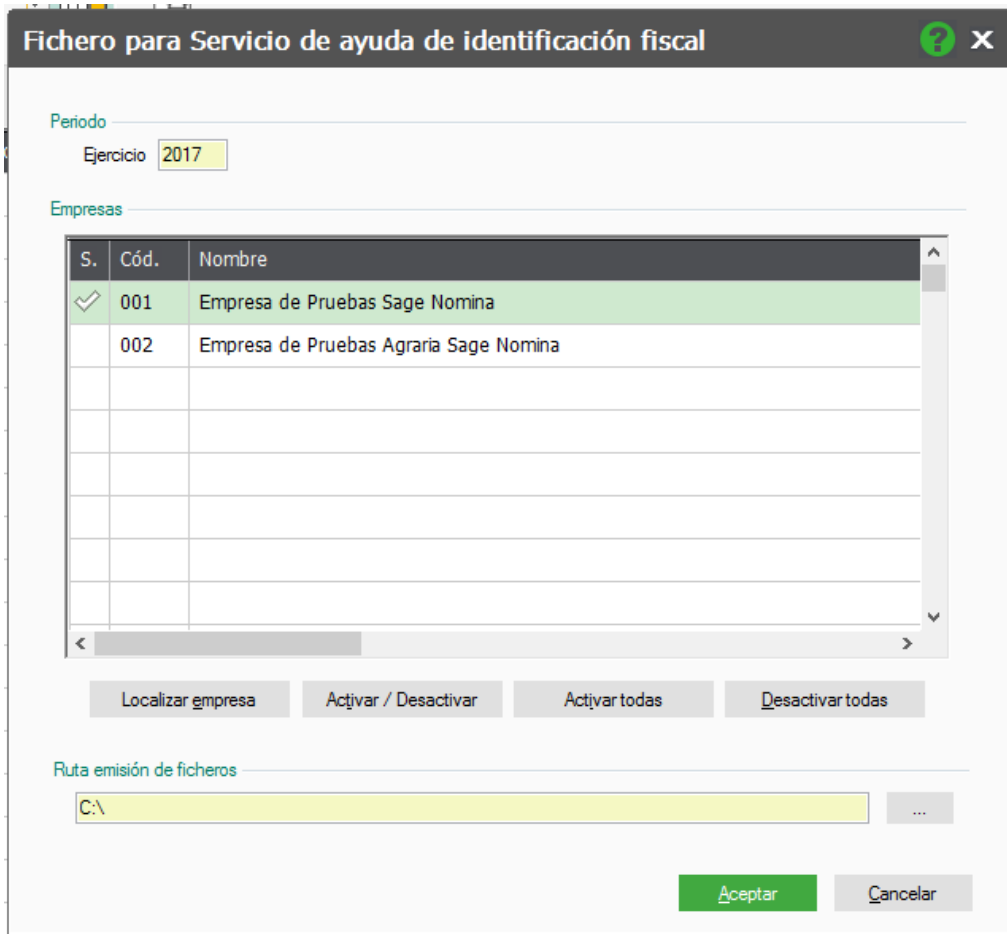 Fichero para Servicio de ayuda de identificación fiscal
Periodo
Ejercicio 2017
Empresas
S. Cód. Nombre
001 Empresa de Pruebas Sage Nomina
002 Empresa de Pruebas Agraria Sage Nomina
Localizar empresa Activar / Desactivar Activar todas Desactivar todas
Ruta emisión de ficheros
C:\ ...
Aceptar Cancelar